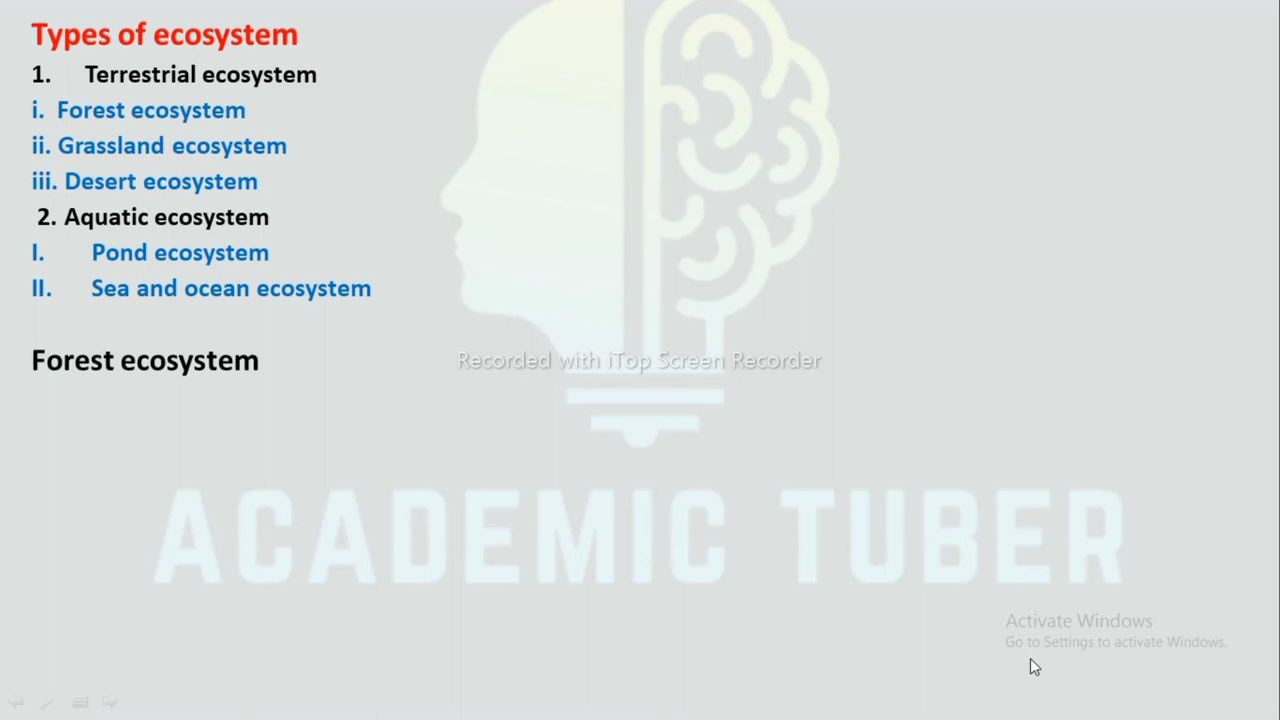 Types of ecosystem
1. Terrestrial ecosystem
i. Forest ecosystem
ii. Grassland ecosystem
iii. Desert ecosystem
2. Aquatic ecosystem
I. Pond ecosystem
II. Sea and ocean ecosystem
Forest ecosystem
Recorded with iTop Screen Recorder
ACADEMIC TUBER
Activate Windows
Go to Settings to activate Windows.